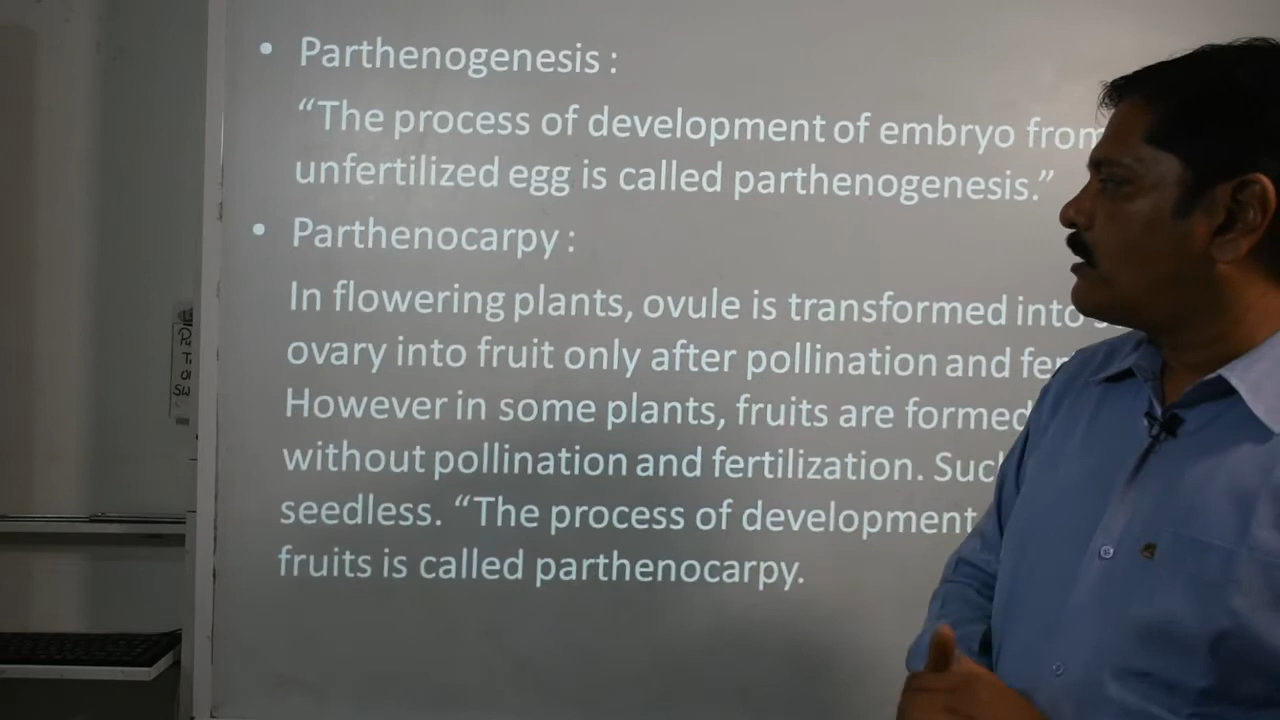 • Parthenogenesis :
“The process of development of embryo from
unfertilized egg is called parthenogenesis.”
• Parthenocarpy :
In flowering plants, ovule is transformed into
ovary into fruit only after pollination and
However in some plants, fruits are formed
without pollination and fertilization.
seedless. “The process of development
fruits is called parthenocarpy.